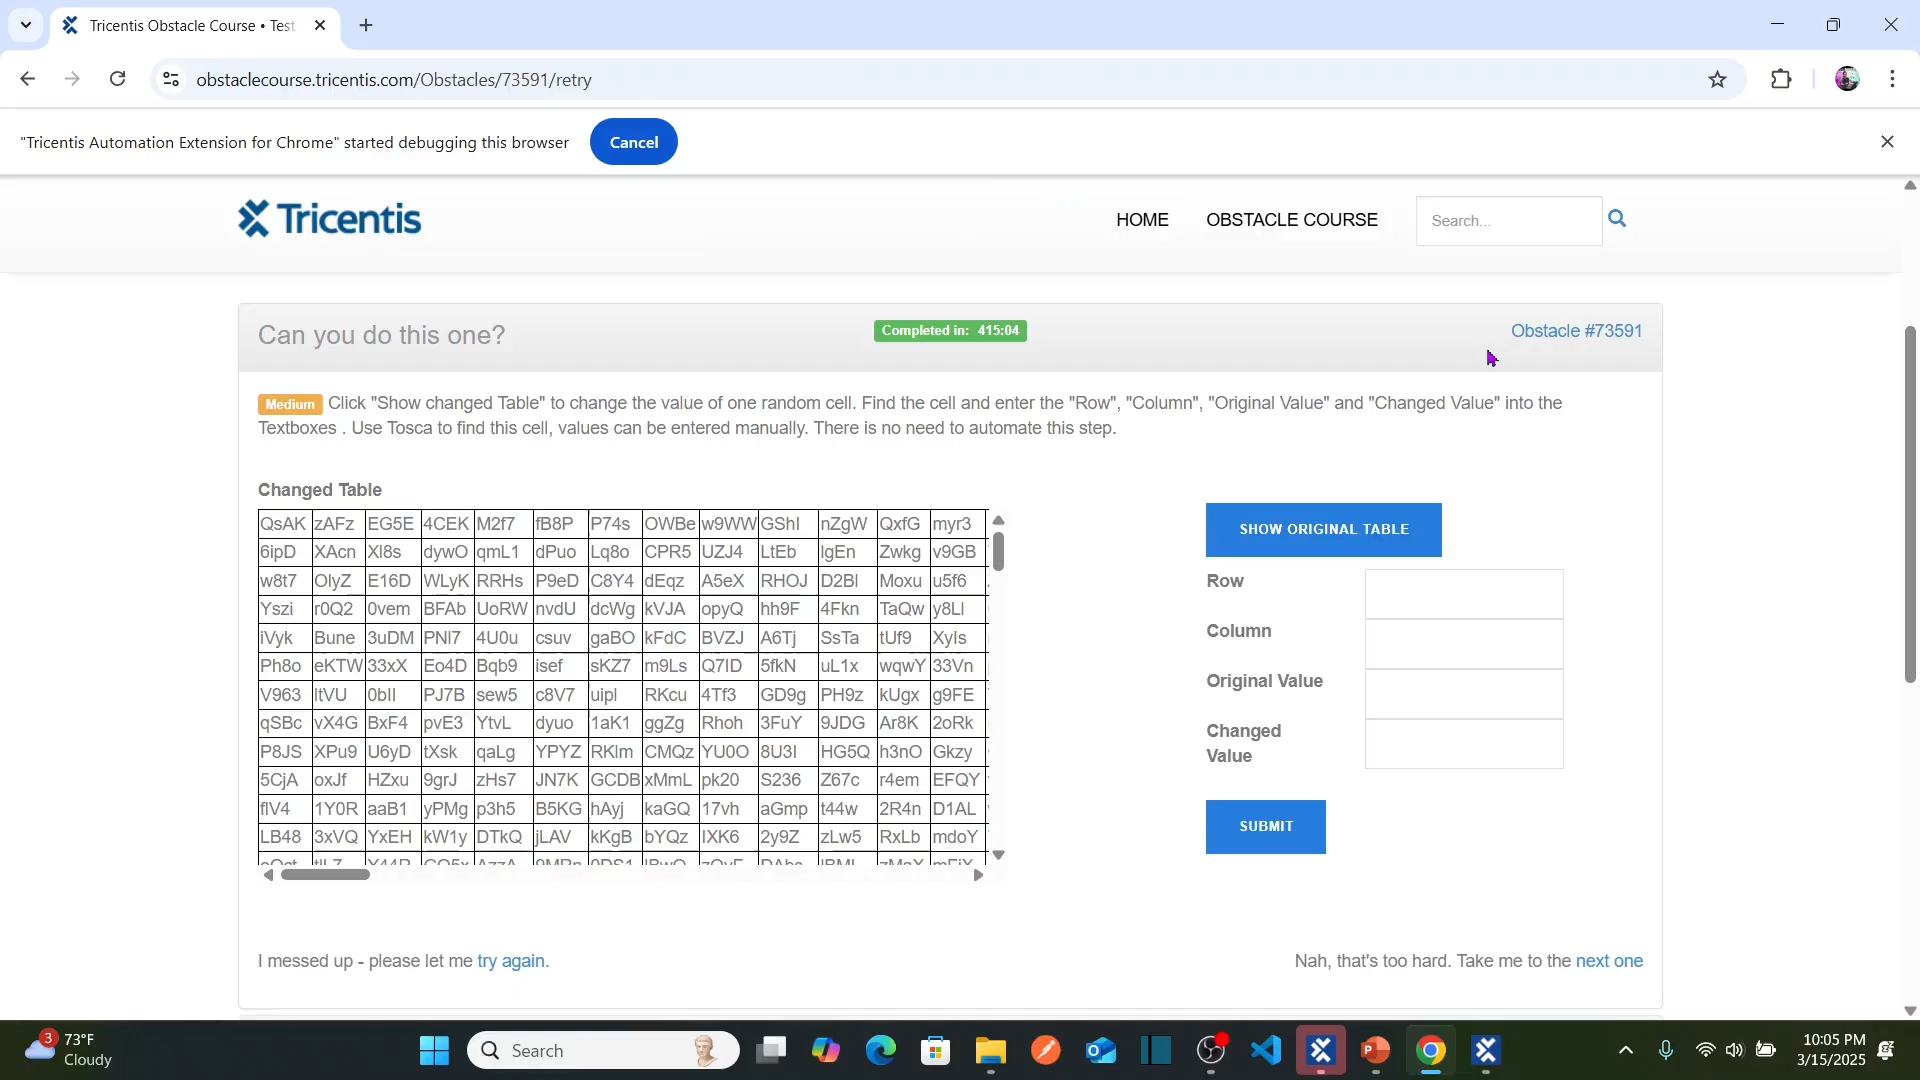 Tricentis Obstacle Course • Test
obstaclecourse.tricentis.com/Obstacles/73591/retry
"Tricentis Automation Extension for Chrome" started debugging this browser
Cancel
Tricentis
HOME
OBSTACLE COURSE
Search...
Can you do this one?
Completed in: 415:04
Obstacle #73591
Medium Click "Show changed Table" to change the value of one random cell. Find the cell and enter the "Row", "Column", "Original Value" and "Changed Value" into the
Textboxes . Use Tosca to find this cell, values can be entered manually. There is no need to automate this step.
Changed Table
QsAK zAFz EG5E 4CEK M2f7 fB8P P74s OWBe w9WW GShI nZgW QxfG myr3
6ipD XAcn Xl8s dywO qmL1 dPuo Lq8o CPR5 UZJ4 LtEb lgEn Zwkg v9GB
w8t7 OlyZ E16D WLyK RRHs P9eD C8Y4 dEqz A5eX RHOJ D2Bl Moxu u5f6
Yszi r0Q2 0vem BFAb UoRW nvdU dcWg kVJA opyQ hh9F 4Fkn TaQw y8Ll
iVyk Bune 3uDM PNl7 4U0u csuv gaBO kFdC BVZJ A6Tj SsTa tUf9 Xyls
Ph8o eKTW 33xX Eo4D Bqb9 isef sKZ7 m9Ls Q7ID 5fkN uL1x wqwY 33Vn
V963 ltVU 0bll PJ7B sew5 c8V7 uipl RKcu 4Tf3 GD9g PH9z kUgx g9FE
qSBc vX4G BxF4 pvE3 YtvL dyuo 1aK1 ggZg Rhoh 3FuY 9JDG Ar8K 2oRk
P8JS XPu9 U6yD tXsk qaLg YPYZ RKlm CMQz YU0O 8U3I HG5Q h3nO Gkzy
5CjA oxJf HZxu 9grJ zHs7 JN7K GCDB xMmL pk20 S236 Z67c r4em EFQY
flV4 1Y0R aaB1 yPMg p3h5 B5KG hAyj kaGQ 17vh aGmp t44w 2R4n D1AL
LB48 3xVQ YxEH kW1y DTkQ jLAV kKgB bYQz IXK6 2y9Z zLw5 RxLb mdoY
SHOW ORIGINAL TABLE
Row
Column
Original Value
Changed
Value
SUBMIT
I messed up - please let me try again.
Nah, that's too hard. Take me to the next one
3
73°F
Cloudy
Search
10:05 PM
3/15/2025